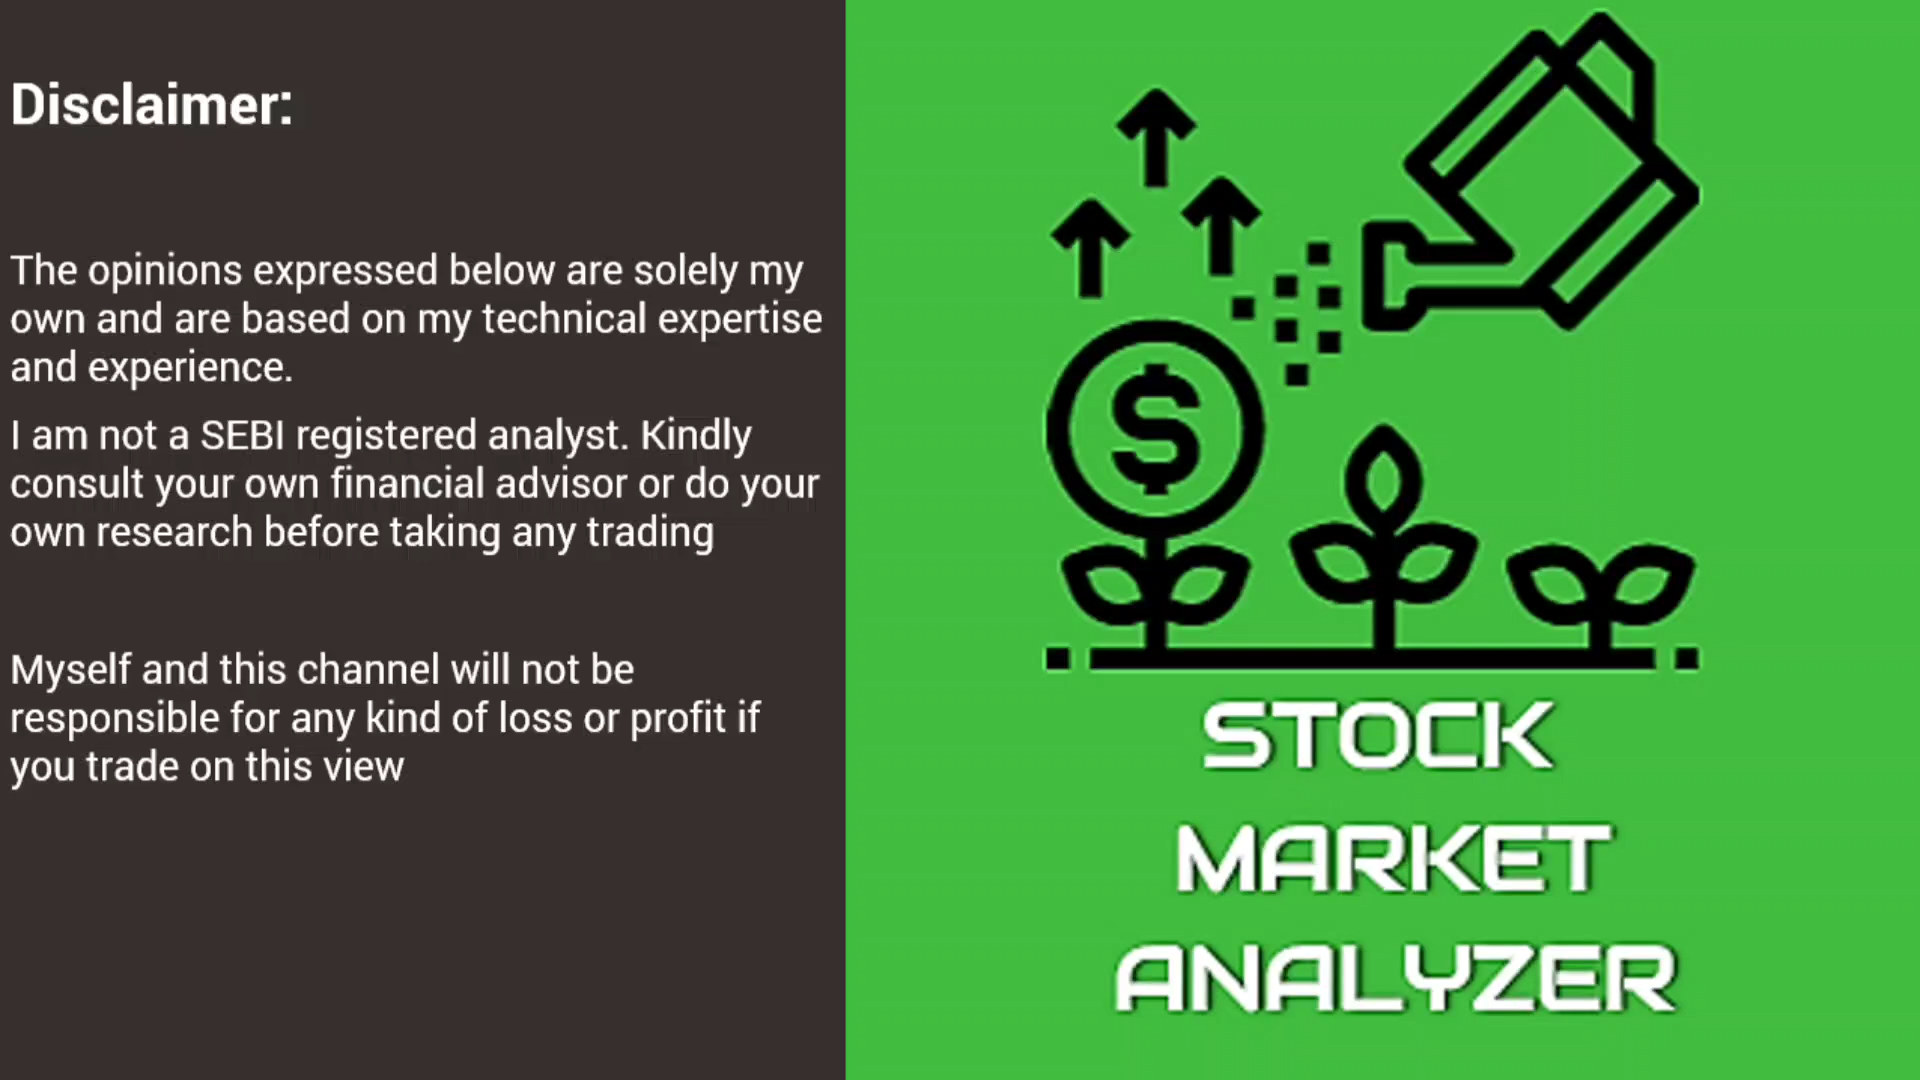 Disclaimer:
The opinions expressed below are solely my
own and are based on my technical expertise
and experience.
I am not a SEBI registered analyst. Kindly
consult your own financial advisor or do your
own research before taking any trading
Myself and this channel will not be
responsible for any kind of loss or profit if
you trade on this view
$
STOCK
MARKET
ANALYZER